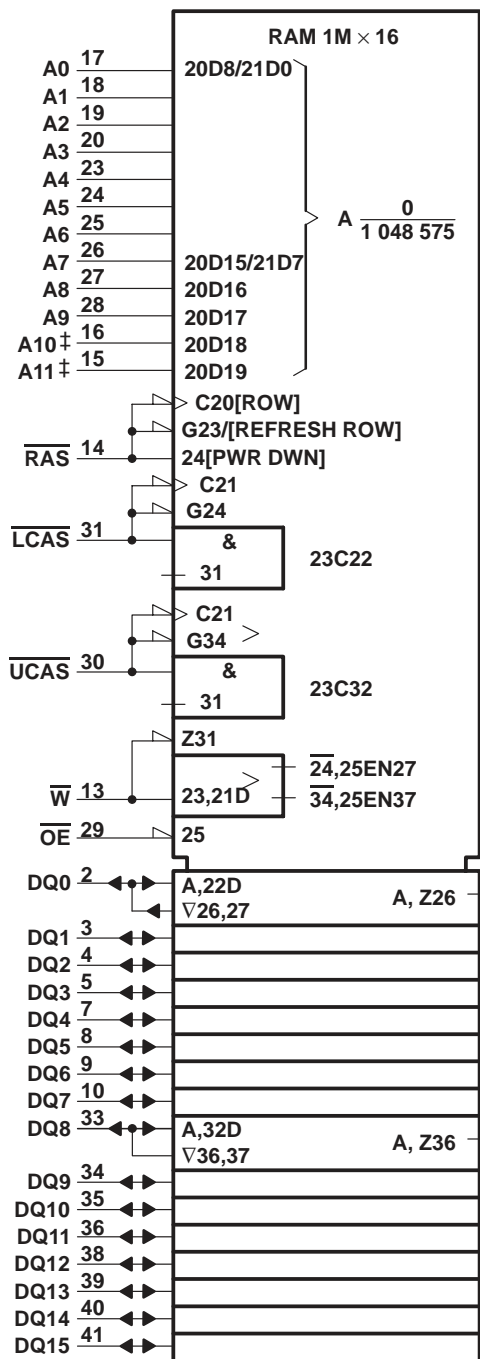 RAM 1M × 16
A0 17 20D8/21D0
A1 18
A2 19
A3 20
A4 23
A5 24
A 0
1 048 575
A6 25
A7 26 20D15/21D7
A8 27 20D16
A9 28 20D17
A10‡ 16 20D18
A11‡ 15 20D19
C20[ROW]
G23/[REFRESH ROW]
RAS 14 24[PWR DWN]
C21
G24
LCAS 31 &
31 23C22
C21
G34
UCAS 30 &
31 23C32
Z31
24,25EN27
W 13 23,21D 34,25EN37
OE 29 25
DQ0 2 A,22D A, Z26
∇26,27
DQ1 3
DQ2 4
DQ3 5
DQ4 7
DQ5 8
DQ6 9
DQ7 10
DQ8 33 A,32D A, Z36
∇36,37
DQ9 34
DQ10 35
DQ11 36
DQ12 38
DQ13 39
DQ14 40
DQ15 41